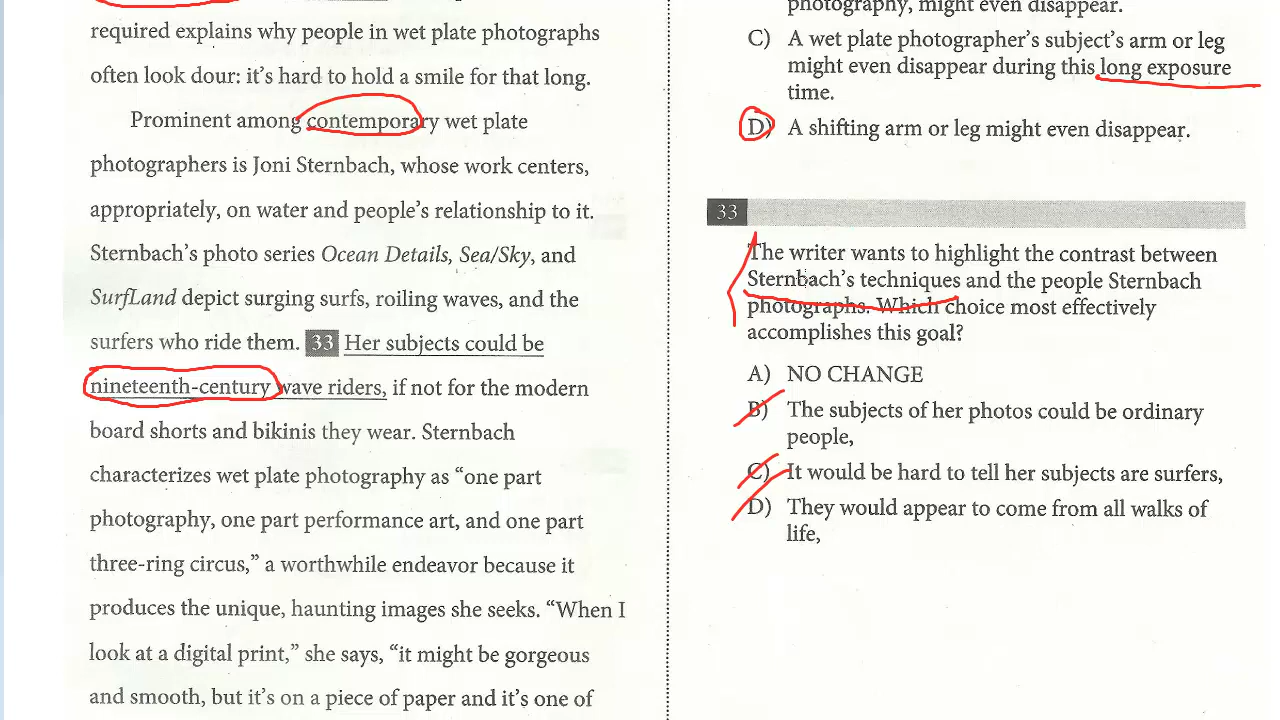 required explains why people in wet plate photographs
often look dour: it's hard to hold a smile for that long.
Prominent among contemporary wet plate
photographers is Joni Sternbach, whose work centers,
appropriately, on water and people's relationship to it.
Sternbach's photo series Ocean Details, Sea/Sky, and
SurfLand depict surging surfs, roiling waves, and the
surfers who ride them. 33 Her subjects could be
nineteenth-century wave riders, if not for the modern
board shorts and bikinis they wear. Sternbach
characterizes wet plate photography as “one part
photography, one part performance art, and one part
three-ring circus,” a worthwhile endeavor because it
produces the unique, haunting images she seeks. “When I
look at a digital print,” she says, “it might be gorgeous
and smooth, but it's on a piece of paper and it's one of
photography, might even disappear.
C) A wet plate photographer's subject's arm or leg
might even disappear during this long exposure
time.
D) A shifting arm or leg might even disappear.
33
The writer wants to highlight the contrast between
Sternbach's techniques and the people Sternbach
photographs. Which choice most effectively
accomplishes this goal?
A) NO CHANGE
B) The subjects of her photos could be ordinary
people,
C) It would be hard to tell her subjects are surfers,
D) They would appear to come from all walks of
life,